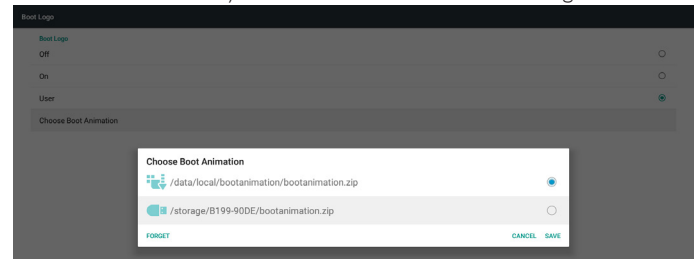 Boot Logo
Boot Logo
Off
On
User
Choose Boot Animation
Choose Boot Animation
/data/local/bootanimation/bootanimation.zip
/storage/B199-90DE/bootanimation.zip
FORGET CANCEL SAVE